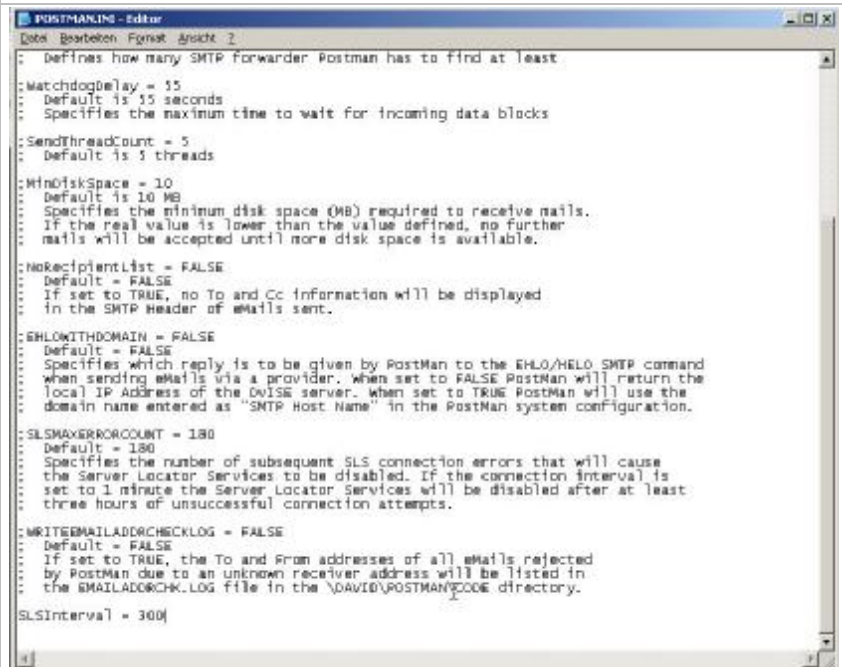 POSTMAN.INI - Editor
Datei Bearbeiten Format Ansicht ?
;   Defines how many SMTP forwarder Postman has to find at least
;WatchdogDelay = 55
;   Default is 55 seconds
;   Specifies the maximum time to wait for incoming data blocks
;SendThreadCount = 5
;   Default is 5 threads
;MinDiskSpace = 10
;   Default is 10 MB
;   Specifies the minimum disk space (MB) required to receive mails.
;   If the real value is lower than the value defined, no further
;   mails will be accepted until more disk space is available.
;NoRecipientList = FALSE
;   Default = FALSE
;   If set to TRUE, no To and Cc information will be displayed
;   in the SMTP Header of eMails sent.
;EHLOWITHDOMAIN = FALSE
;   Default = FALSE
;   Specifies which reply is to be given by PostMan to the EHLO/HELO SMTP command
;   when sending eMails via a provider. When set to FALSE PostMan will return the
;   local IP Address of the DvISE server. When set to TRUE PostMan will use the
;   domain name entered as "SMTP Host Name" in the PostMan system configuration.
;SLSMAXERRORCOUNT = 180
;   Default = 180
;   Specifies the number of subsequent SLS connection errors that will cause
;   the Server Locator Services to be disabled. If the connection interval is
;   set to 1 minute the Server Locator Services will be disabled after at least
;   three hours of unsuccessful connection attempts.
;WRITEEMAILADDRCHECKLOG = FALSE
;   Default = FALSE
;   If set to TRUE, the To and From addresses of all eMails rejected
;   by PostMan due to an unknown receiver address will be listed in
;   the EMAILADDRCHK.LOG file in the \DAVID\POSTMAN\CODE directory.
SLSInterval = 300